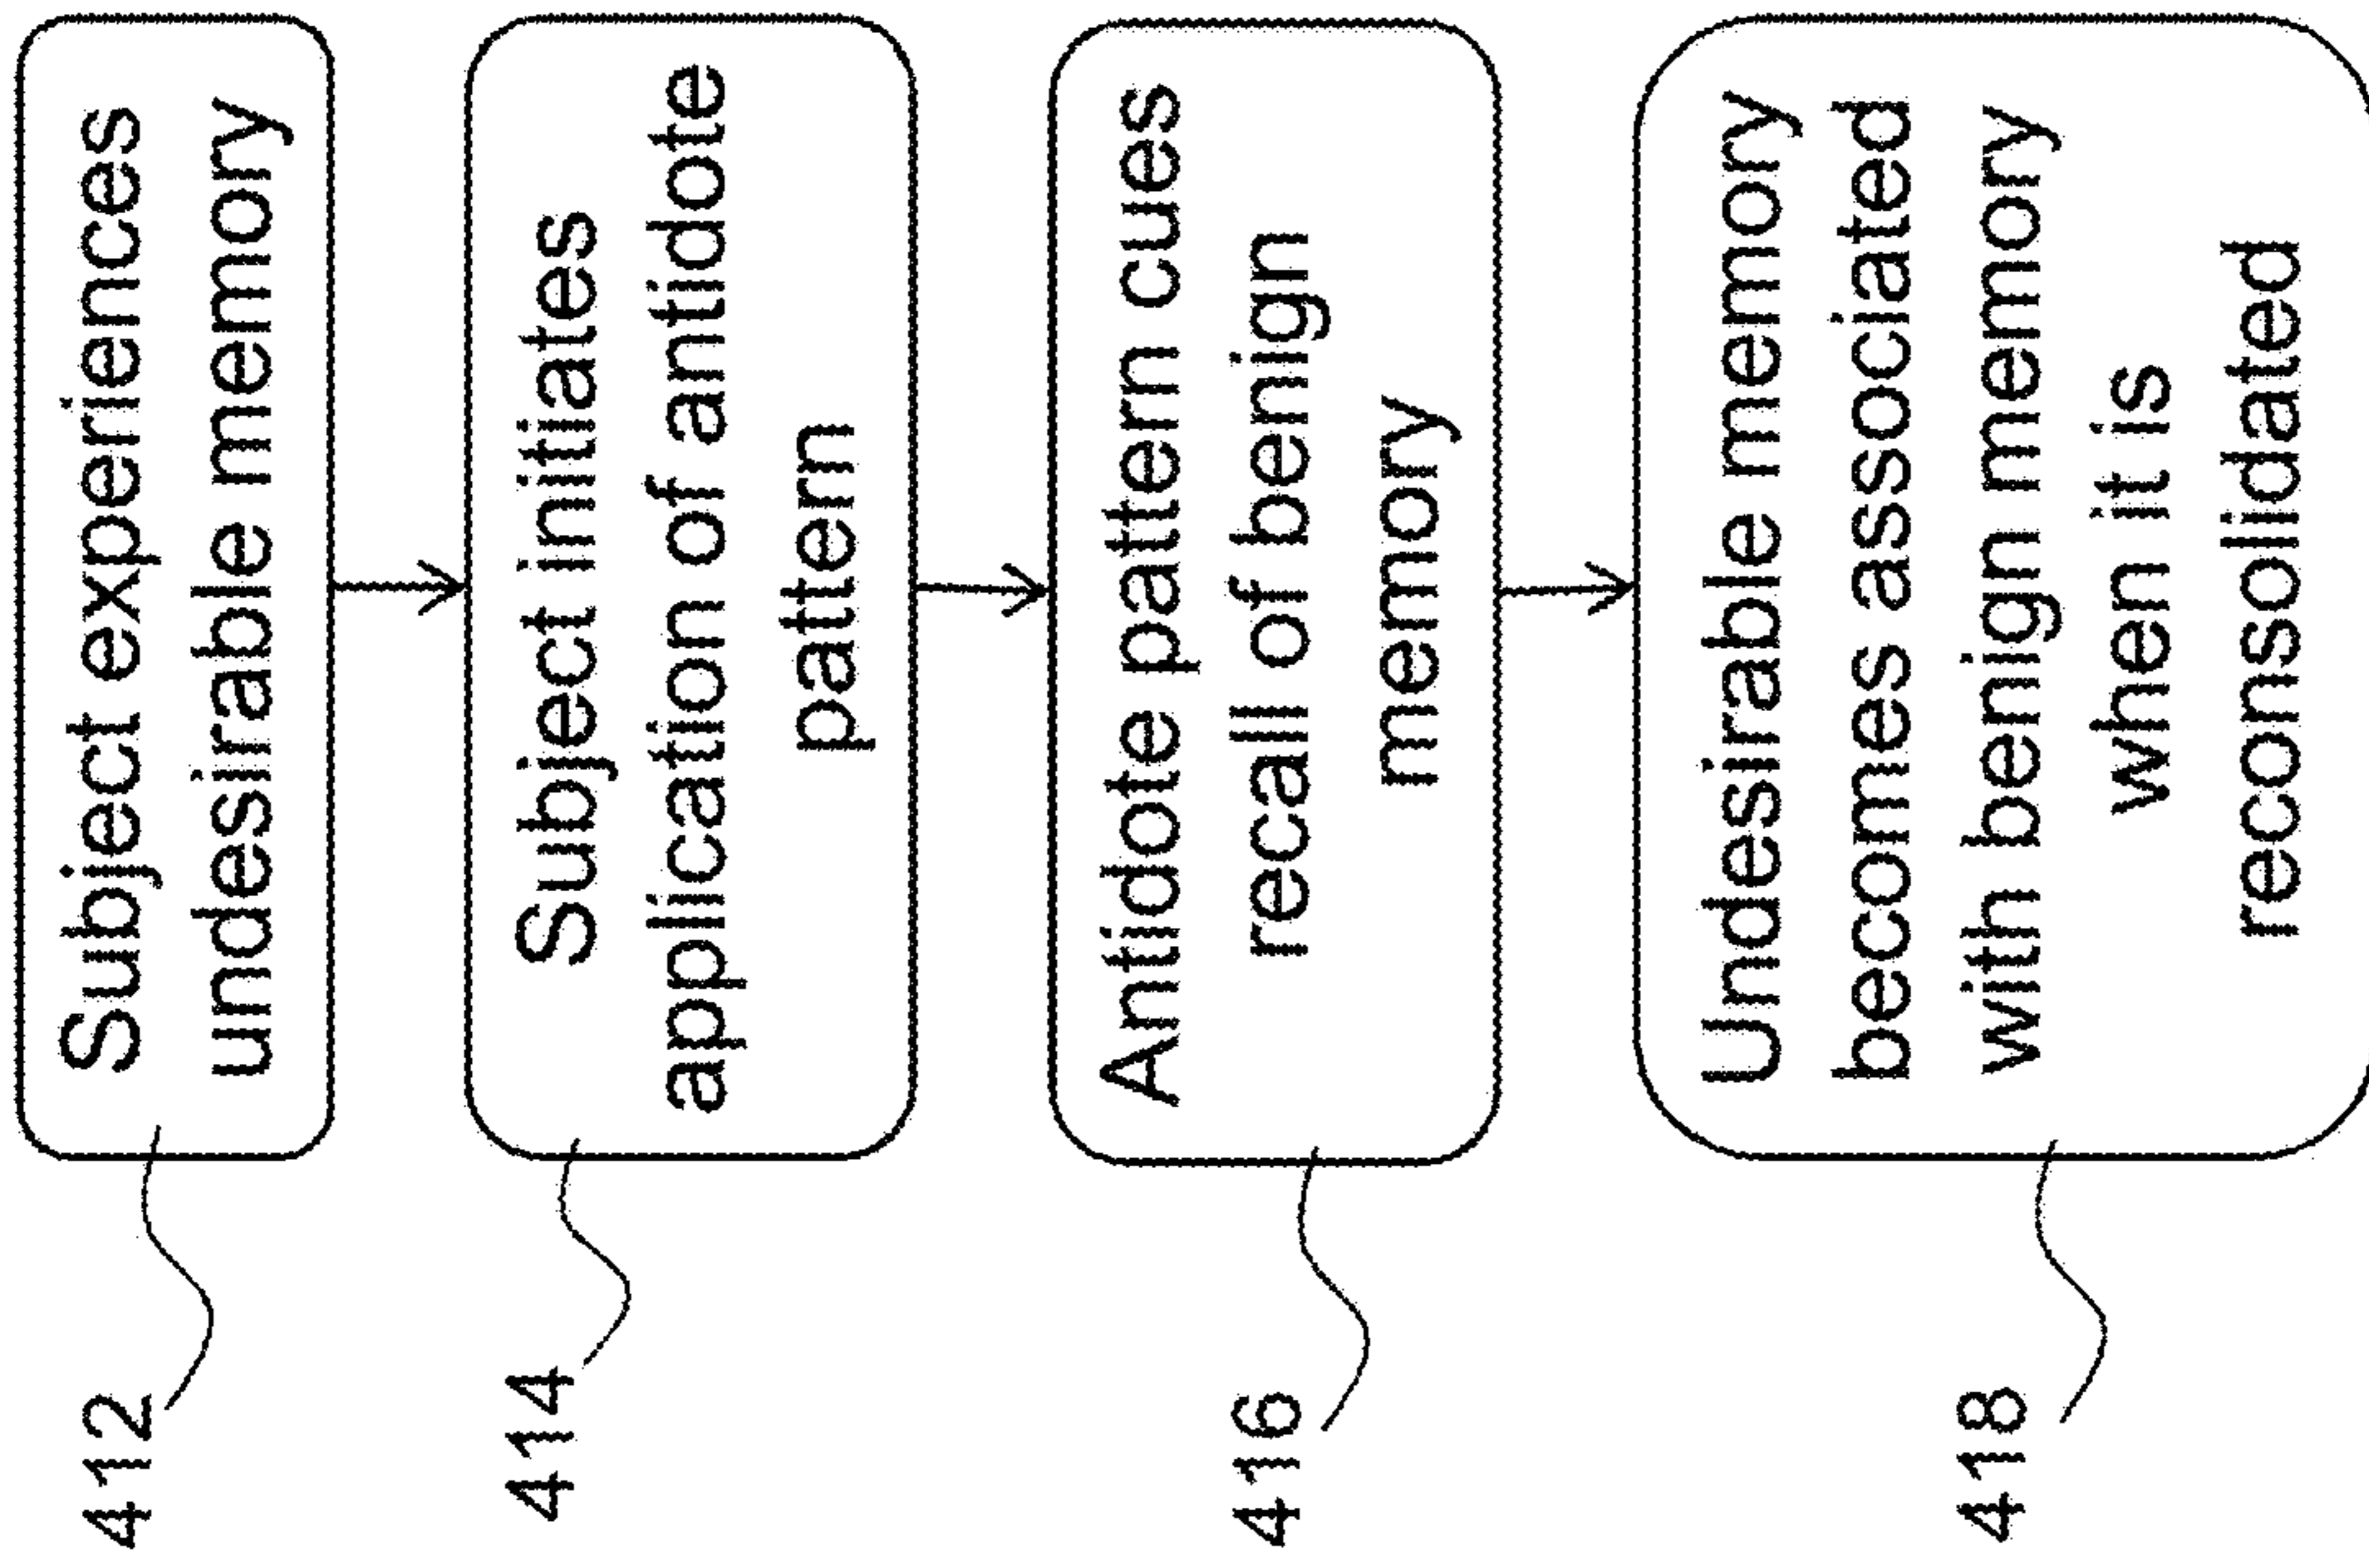 412
Subject experiences
undesirable memory
414
Subject initiates
application of antidote
pattern
416
Antidote pattern cues
recall of benign
memory
418
Undesirable memory
becomes associated
with benign memory
when it is
reconsolidated